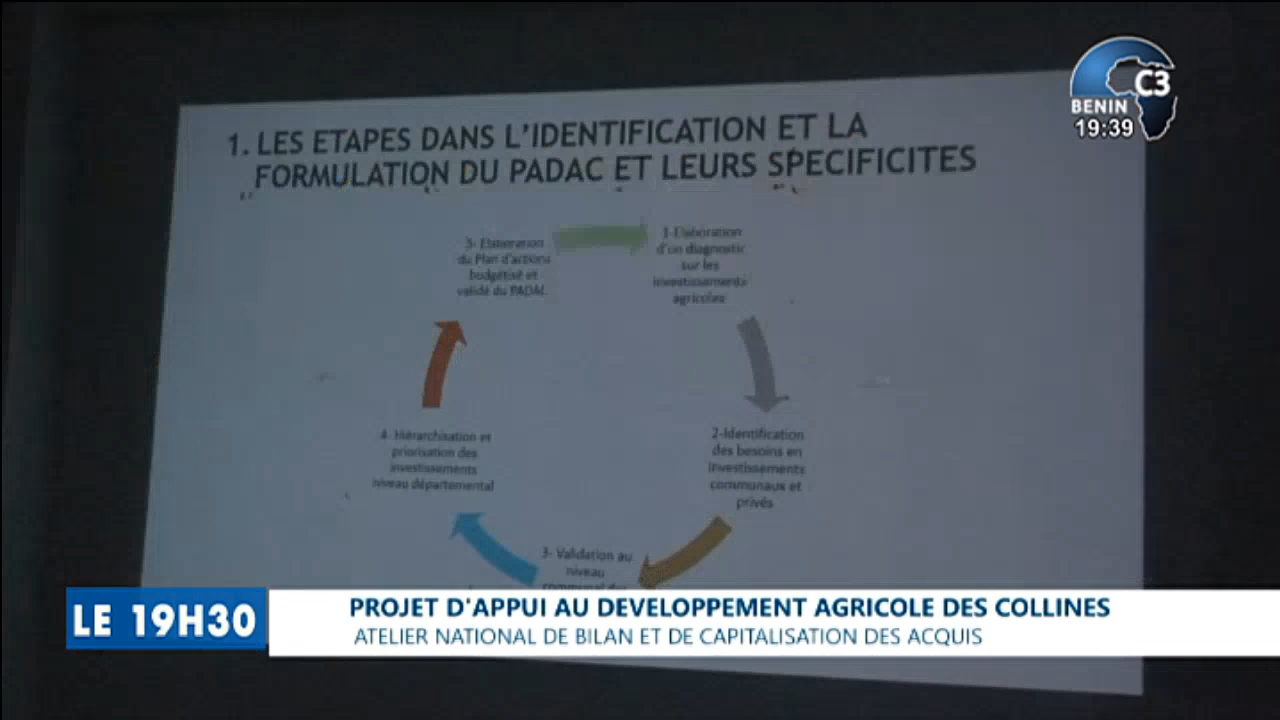 C3
BENIN
19:39
1. LES ETAPES DANS L'IDENTIFICATION ET LA
FORMULATION DU PADAC ET LEURS SPECIFICITES
1-Elaboration
d'un diagnostic
sur les
investissements
agricoles
2-Identification
des besoins en
investissements
communaux et
privés
3- Validation au
niveau
communal des
4- Hiérarchisation et
priorisation des
investissements
niveau départemental
3- Elaboration
du Plan d'actions
budgétisé et
validé du PADAC
LE 19H30
PROJET D'APPUI AU DEVELOPPEMENT AGRICOLE DES COLLINES
ATELIER NATIONAL DE BILAN ET DE CAPITALISATION DES ACQUIS